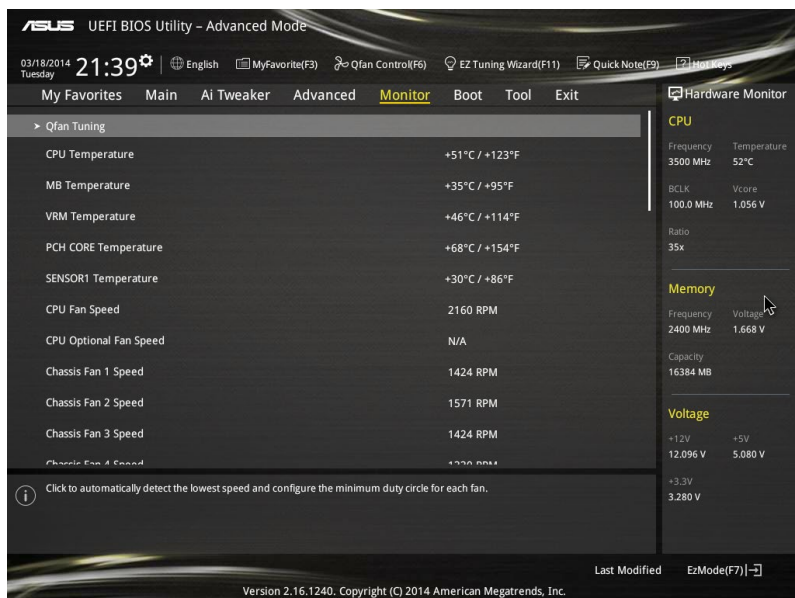 ASUS UEFI BIOS Utility – Advanced Mode
03/18/2014 Tuesday 21:39 English MyFavorite(F3) Qfan Control(F6) EZ Tuning Wizard(F11) Quick Note(F9) ? Hot Keys
My Favorites Main Ai Tweaker Advanced Monitor Boot Tool Exit
> Qfan Tuning
CPU Temperature +51°C / +123°F
MB Temperature +35°C / +95°F
VRM Temperature +46°C / +114°F
PCH CORE Temperature +68°C / +154°F
SENSOR1 Temperature +30°C / +86°F
CPU Fan Speed 2160 RPM
CPU Optional Fan Speed N/A
Chassis Fan 1 Speed 1424 RPM
Chassis Fan 2 Speed 1571 RPM
Chassis Fan 3 Speed 1424 RPM
Chassis Fan 4 Speed 1220 RPM
Click to automatically detect the lowest speed and configure the minimum duty circle for each fan.
Hardware Monitor
CPU
Frequency Temperature
3500 MHz 52°C
BCLK Vcore
100.0 MHz 1.056 V
Ratio
35x
Memory
Frequency Voltage
2400 MHz 1.668 V
Capacity
16384 MB
Voltage
+12V +5V
12.096 V 5.080 V
+3.3V
3.280 V
Last Modified EzMode(F7)
Version 2.16.1240. Copyright (C) 2014 American Megatrends, Inc.